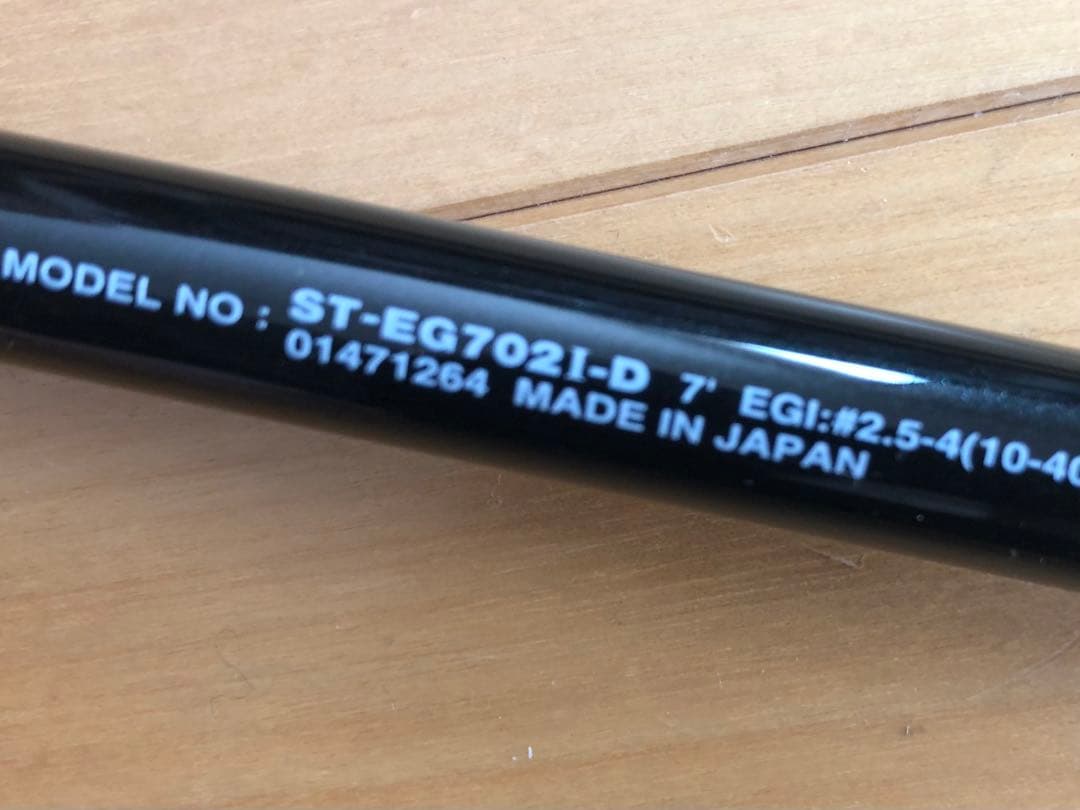 MODEL NO : ST-EG702I-D 7' EGI:#2.5-4(10-40
01471264 MADE IN JAPAN